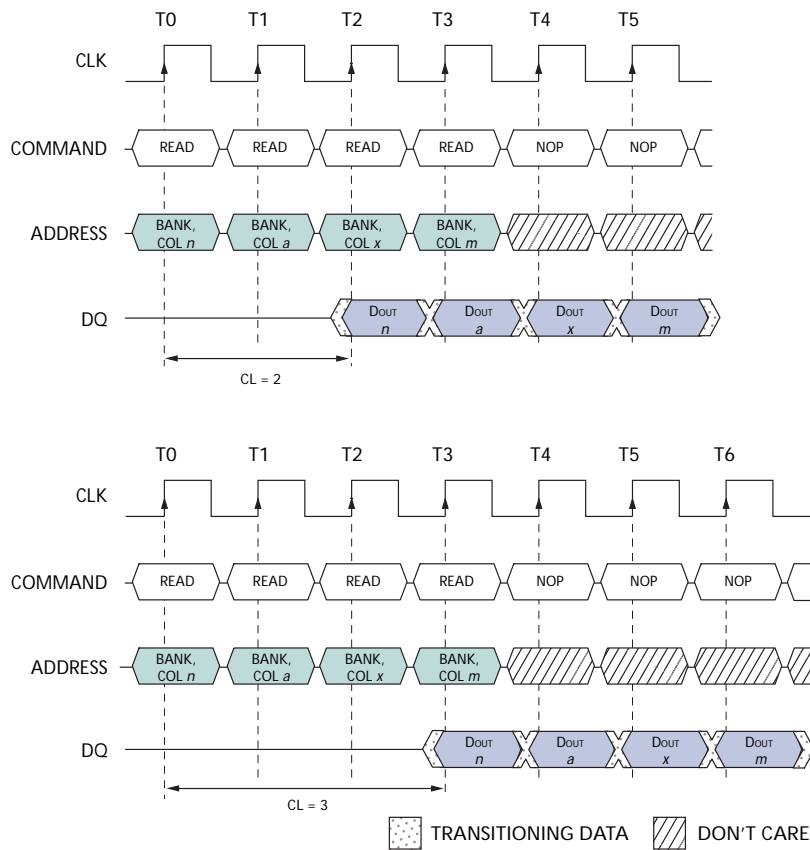 T0 T1 T2 T3 T4 T5
CLK
COMMAND READ READ READ READ NOP NOP
ADDRESS BANK, COL n BANK, COL a BANK, COL x BANK, COL m
DQ DOUT n DOUT a DOUT x DOUT m
CL = 2
T0 T1 T2 T3 T4 T5 T6
CLK
COMMAND READ READ READ READ NOP NOP NOP
ADDRESS BANK, COL n BANK, COL a BANK, COL x BANK, COL m
DQ DOUT n DOUT a DOUT x DOUT m
CL = 3
TRANSITIONING DATA DON'T CARE